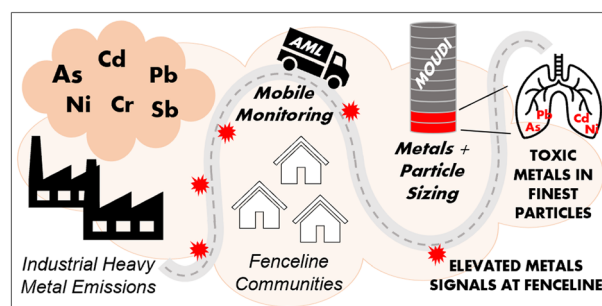 As Cd Pb
Ni Cr Sb
Industrial Heavy
Metal Emissions
AML
Mobile
Monitoring
Fenceline
Communities
MOUDI
Metals +
Particle
Sizing
Pb
As
Cd
Ni
TOXIC
METALS IN
FINEST
PARTICLES
ELEVATED METALS
SIGNALS AT FENCELINE